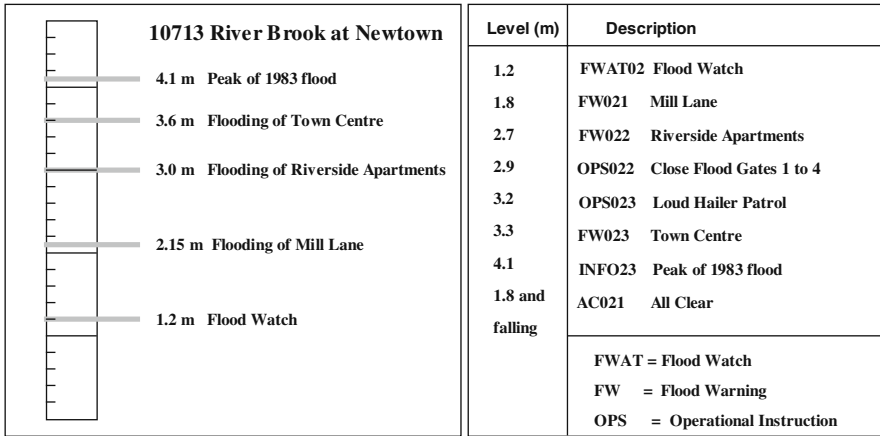 10713 River Brook at Newtown
4.1 m Peak of 1983 flood
3.6 m Flooding of Town Centre
3.0 m Flooding of Riverside Apartments
2.15 m Flooding of Mill Lane
1.2 m Flood Watch
Level (m) Description
1.2 FWAT02 Flood Watch
1.8 FW021 Mill Lane
2.7 FW022 Riverside Apartments
2.9 OPS022 Close Flood Gates 1 to 4
3.2 OPS023 Loud Hailer Patrol
3.3 FW023 Town Centre
4.1 INFO23 Peak of 1983 flood
1.8 and AC021 All Clear
falling
FWAT = Flood Watch
FW = Flood Warning
OPS = Operational Instruction